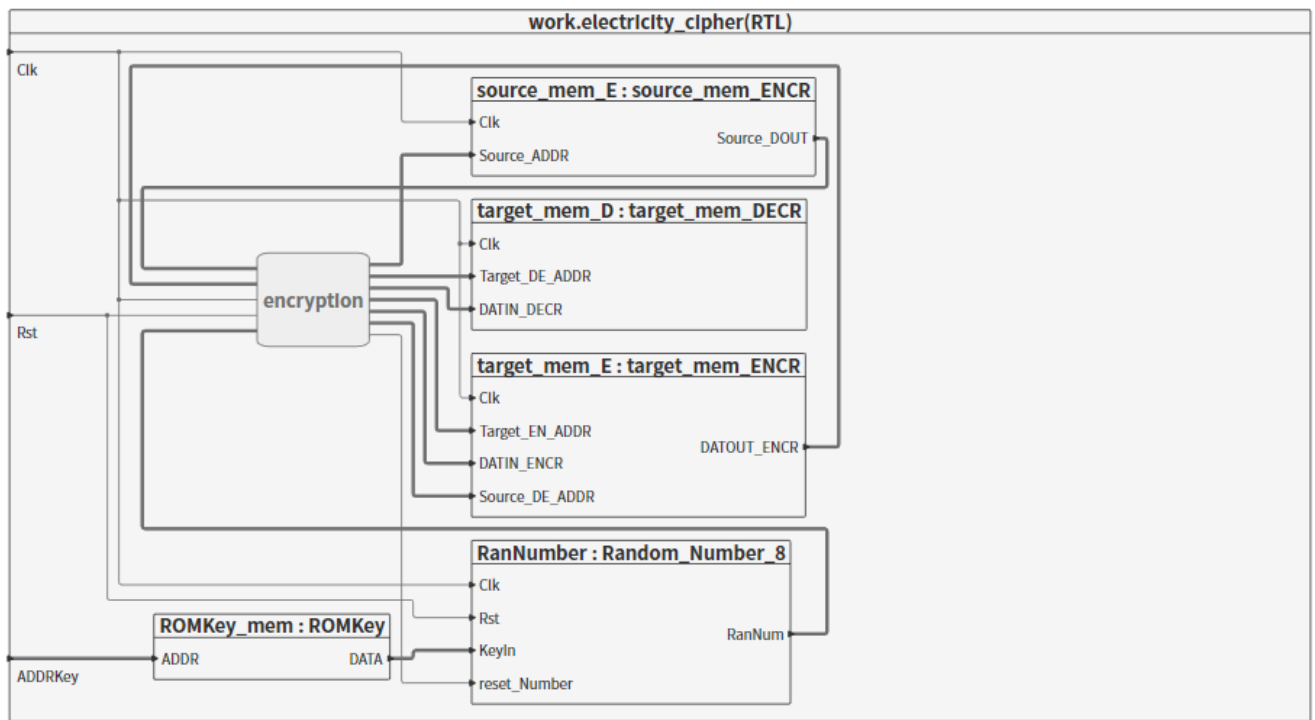 work.electricity_cipher(RTL)
Clk
source_mem_E : source_mem_ENCR
Clk
Source_DOUT
Source_ADDR
target_mem_D : target_mem_DECR
Clk
Target_DE_ADDR
DATIN_DECR
encryption
Rst
target_mem_E : target_mem_ENCR
Clk
Target_EN_ADDR
DATOUT_ENCR
DATIN_ENCR
Source_DE_ADDR
RanNumber : Random_Number_8
Clk
Rst
RanNum
KeyIn
reset_Number
ROMKey_mem : ROMKey
ADDR DATA
ADDRKey